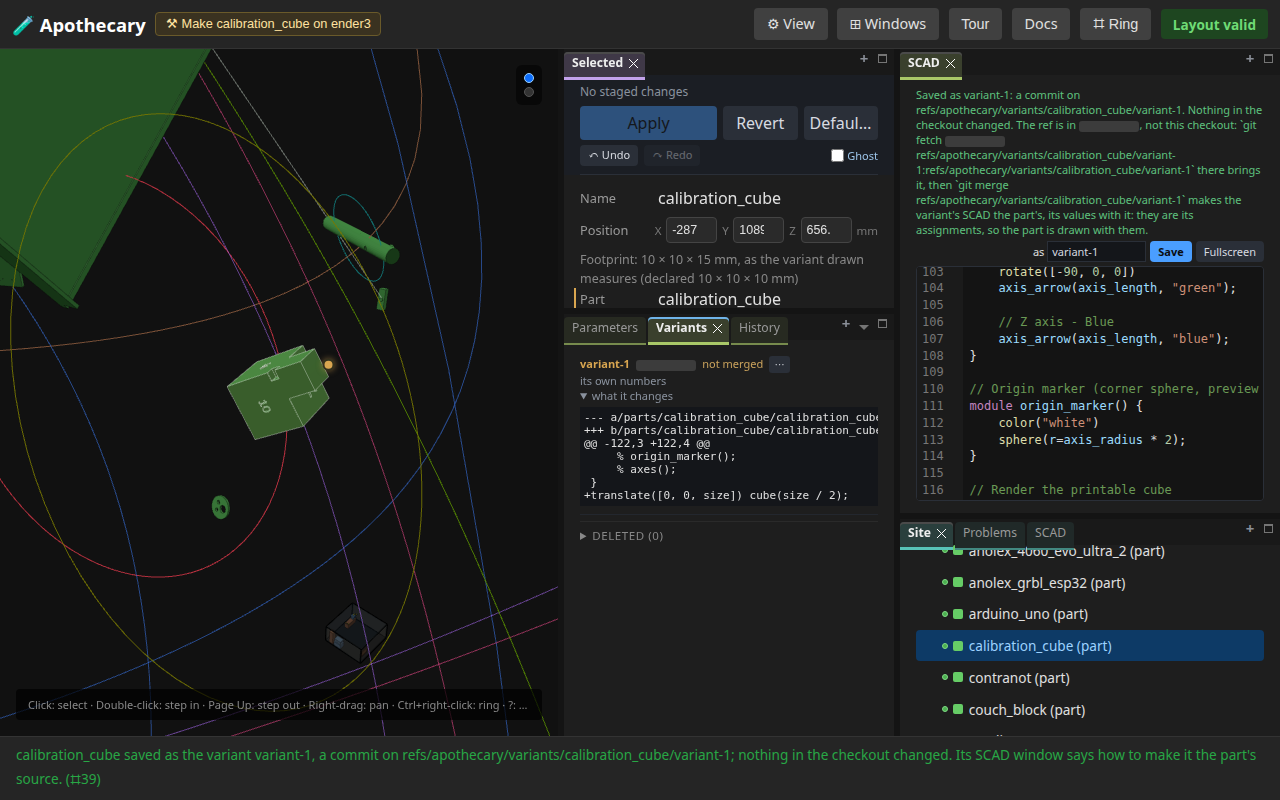 🧪 Apothecary
⚒ Make calibration_cube on ender3
⚙ View
⊞ Windows
Tour
Docs
⌗ Ring
Layout valid
10
Click: select · Double-click: step in · Page Up: step out · Right-drag: pan · Ctrl+right-click: ring · ?: ...
Selected
No staged changes
Apply
Revert
Defaul...
↶ Undo
↷ Redo
Ghost
Name calibration_cube
Position X -287 Y 1089 Z 656. mm
Footprint: 10 × 10 × 15 mm, as the variant drawn
measures (declared 10 × 10 × 10 mm)
Part calibration_cube
Parameters
Variants
History
variant-1 not merged ...
its own numbers
▼ what it changes
--- a/parts/calibration_cube/calibration_cube
+++ b/parts/calibration_cube/calibration_cube
@@ -122,3 +122,4 @@
% origin_marker();
% axes();
}
+translate([0, 0, size]) cube(size / 2);
▶ DELETED (0)
SCAD
Saved as variant-1: a commit on
refs/apothecary/variants/calibration_cube/variant-1. Nothing in the
checkout changed. The ref is in , not this checkout: `git
fetch
refs/apothecary/variants/calibration_cube/variant-
1:refs/apothecary/variants/calibration_cube/variant-1` there brings
it, then `git merge
refs/apothecary/variants/calibration_cube/variant-1` makes the
variant's SCAD the part's, its values with it: they are its
assignments, so the part is drawn with them.
as variant-1 Save Fullscreen
103 rotate([-90, 0, 0])
104 axis_arrow(axis_length, "green");
105
106 // Z axis - Blue
107 axis_arrow(axis_length, "blue");
108 }
109
110 // Origin marker (corner sphere, preview
111 module origin_marker() {
112 color("white")
113 sphere(r=axis_radius * 2);
114 }
115
116 // Render the printable cube
Site
Problems
SCAD
anolex_4060_evo_ultra_2 (part)
anolex_grbl_esp32 (part)
arduino_uno (part)
calibration_cube (part)
contranot (part)
couch_block (part)
calibration_cube saved as the variant variant-1, a commit on refs/apothecary/variants/calibration_cube/variant-1; nothing in the checkout changed. Its SCAD window says how to make it the part's
source. (⌗39)